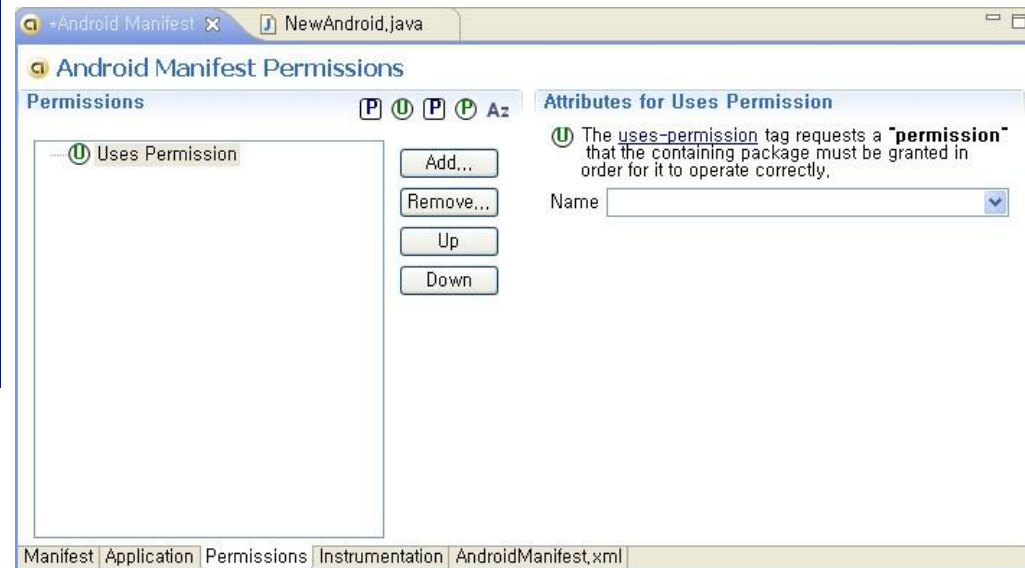 *Android Manifest
NewAndroid.java
Android Manifest Permissions
Permissions
P U P P Az
Uses Permission
Add...
Remove...
Up
Down
Attributes for Uses Permission
U The uses-permission tag requests a "permission"
that the containing package must be granted in
order for it to operate correctly.
Name
Manifest Application Permissions Instrumentation AndroidManifest.xml